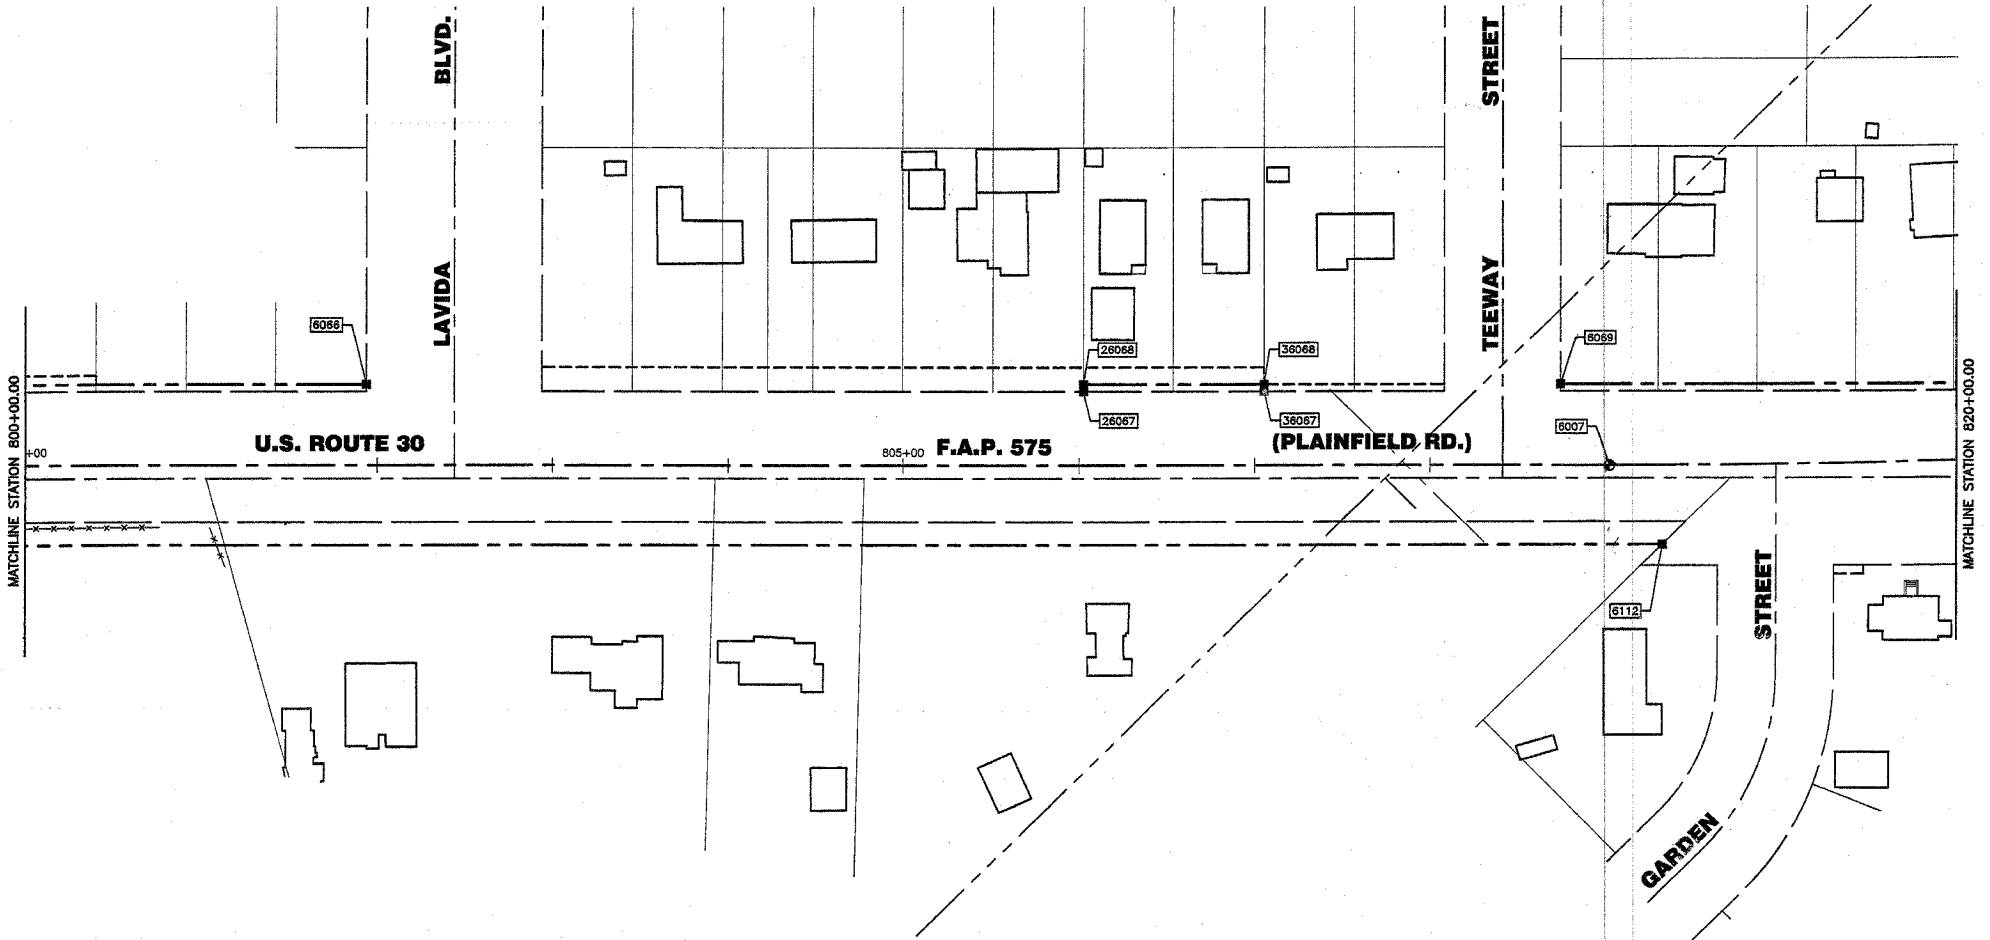 BLVD.
LAVIDA
STREET
TEEWAY
6066
26068
36068
6069
26067
36067
6007
MATCHLINE STATION 800+00.00
+00
U.S. ROUTE 30
805+00
F.A.P. 575
(PLAINFIELD RD.)
MATCHLINE STATION 820+00.00
6112
STREET
GARDEN